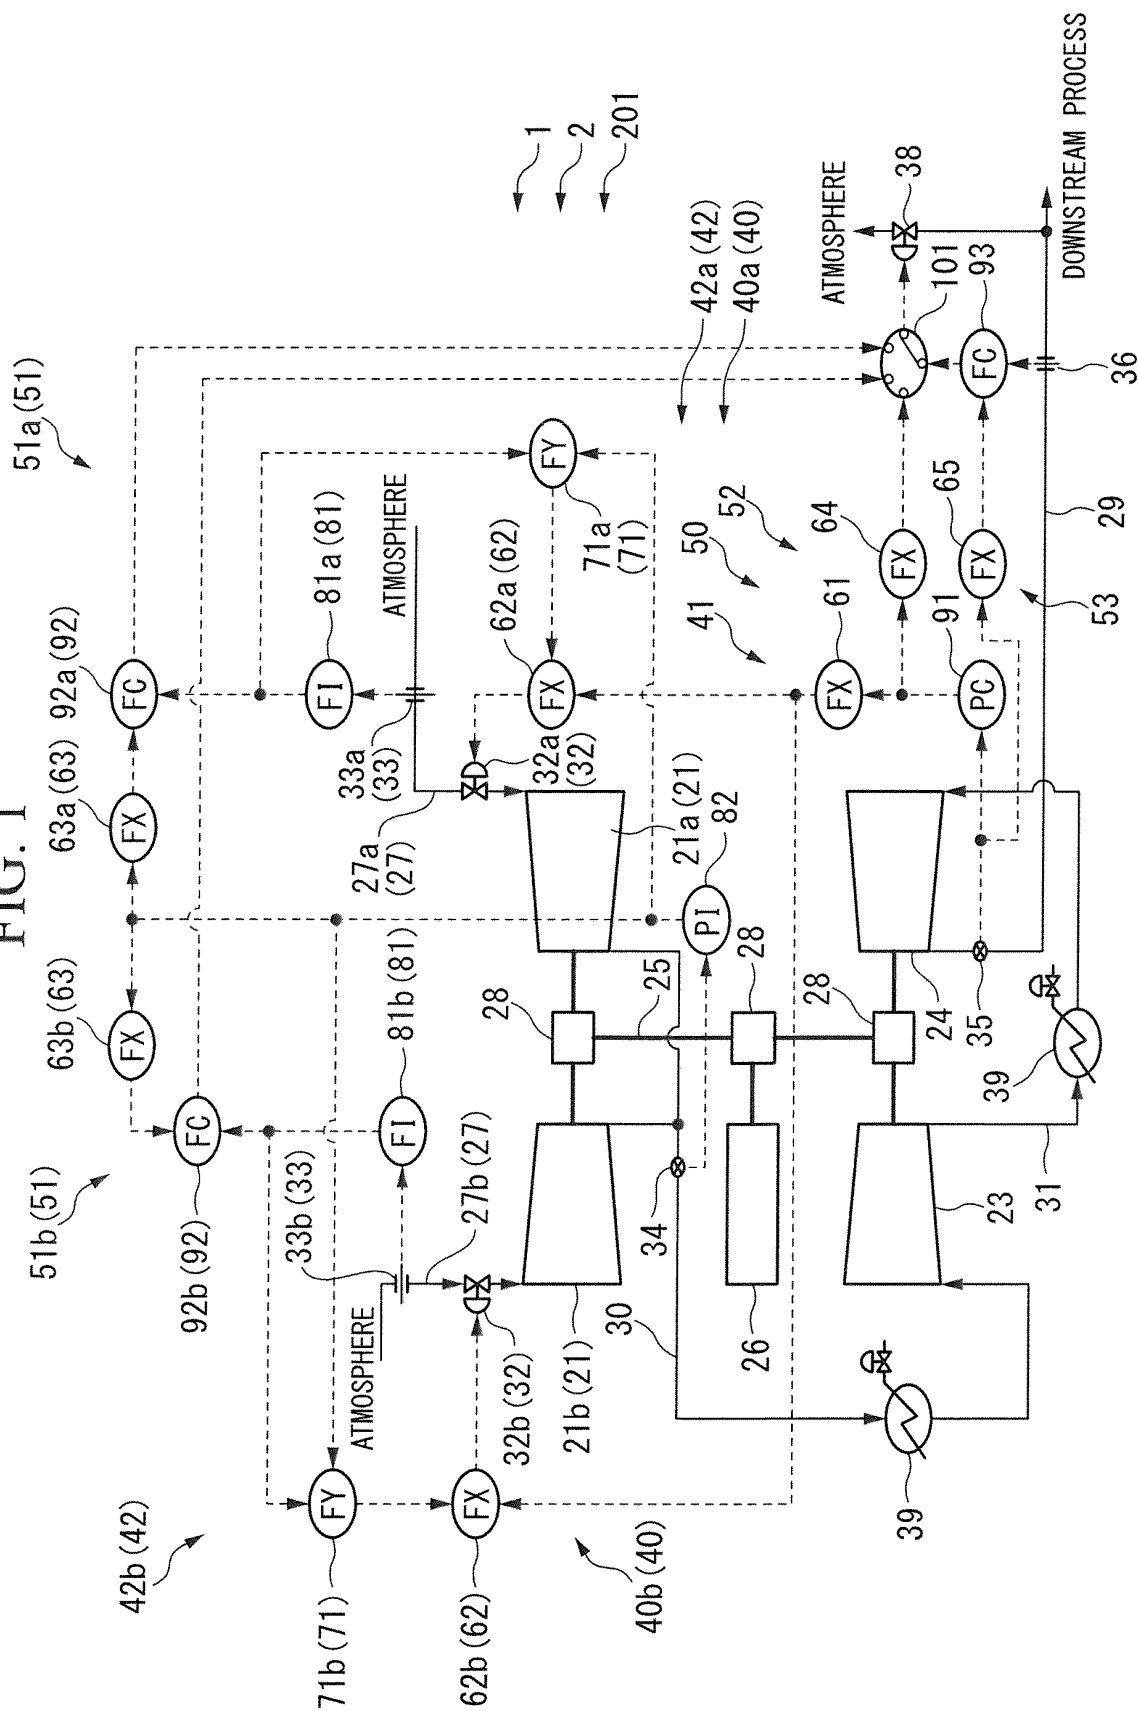 FIG. 1
51b(51)
51a(51)
63b(63)
63a(63)
92a(92)
42b(42)
FX
FX
FC
92b(92)
FC
33b(33)
71b(71)
FY
FI
81a(81)
ATMOSPHERE
27a
(27)
33a
(33)
81b(81)
FI
ATMOSPHERE
27b(27)
62b(62)
FX
28
62a(62)
32b(32)
1
FX
32a
(32)
FY
2
21b(21)
71a
(71)
201
30
40b(40)
34
25
21a(21)
41
50
42a(42)
PI
82
52
40a(40)
26
28
28
61
64
FX
ATMOSPHERE
39
FX
101
38
23
24
91
65
93
35
PC
FX
FC
39
31
53
29
36
DOWNSTREAM PROCESS